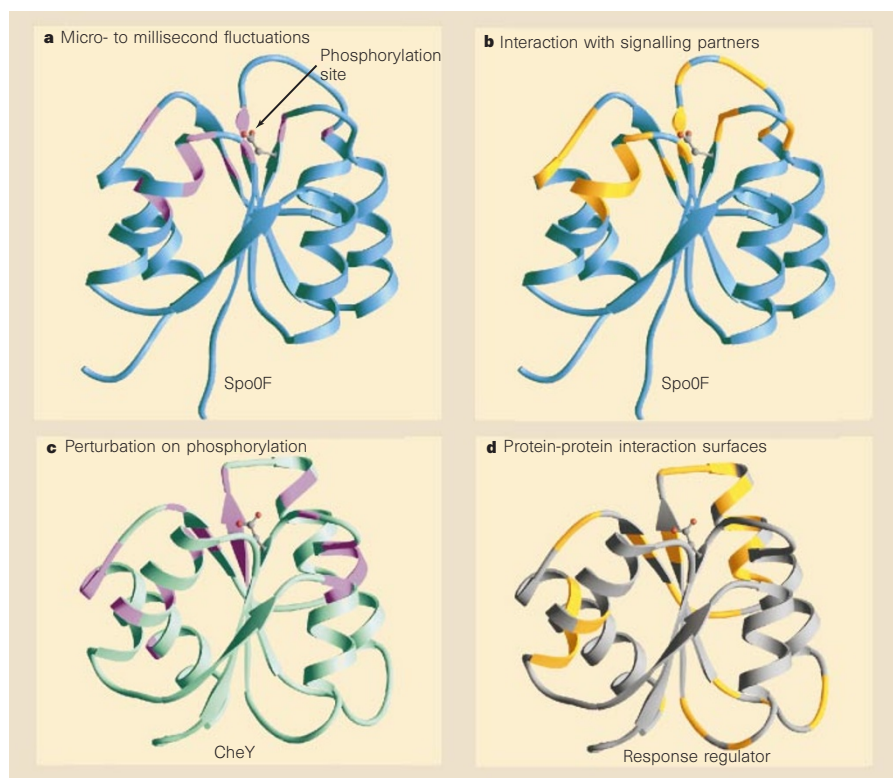 a Micro- to millisecond fluctuations
Phosphorylation
site
Spo0F
b Interaction with signalling partners
Spo0F
c Perturbation on phosphorylation
CheY
d Protein-protein interaction surfaces
Response regulator